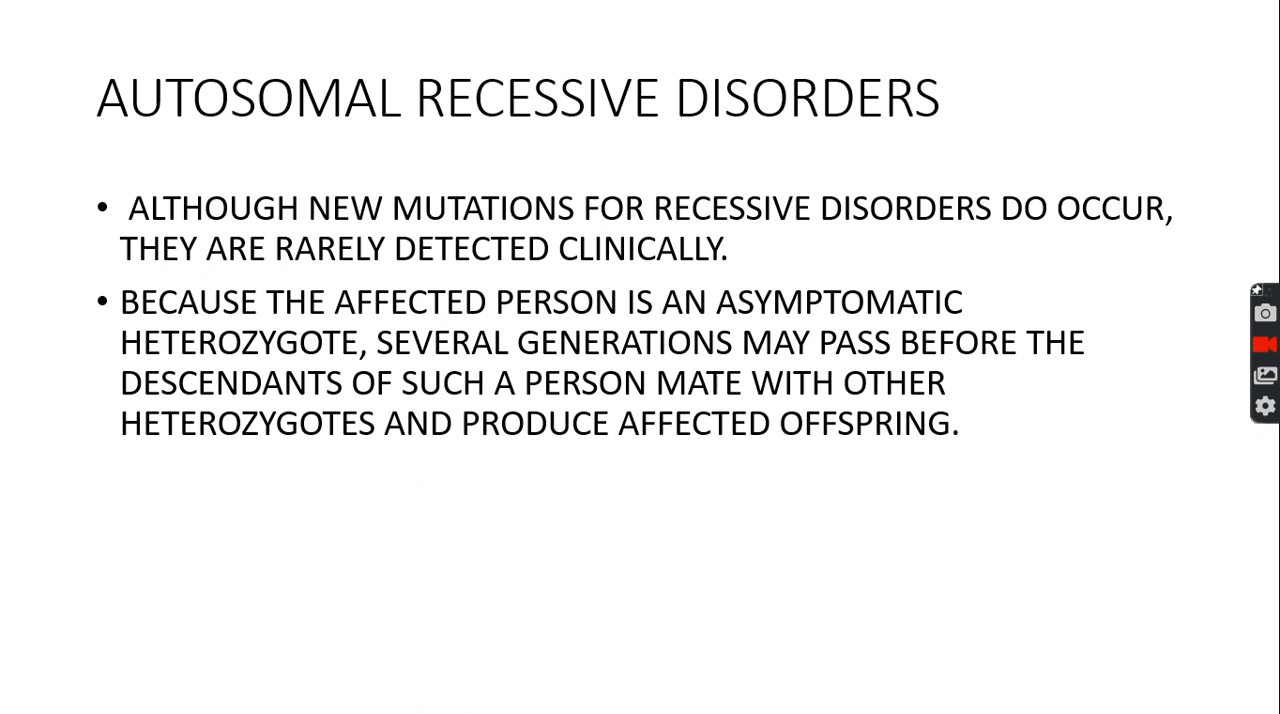 AUTOSOMAL RECESSIVE DISORDERS
• ALTHOUGH NEW MUTATIONS FOR RECESSIVE DISORDERS DO OCCUR,
THEY ARE RARELY DETECTED CLINICALLY.
• BECAUSE THE AFFECTED PERSON IS AN ASYMPTOMATIC
HETEROZYGOTE, SEVERAL GENERATIONS MAY PASS BEFORE THE
DESCENDANTS OF SUCH A PERSON MATE WITH OTHER
HETEROZYGOTES AND PRODUCE AFFECTED OFFSPRING.